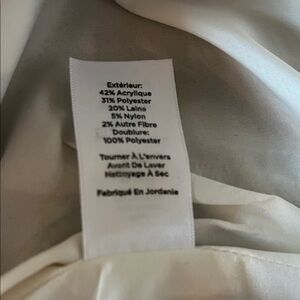 Extérieur:
42% Acrylique
31% Polyester
20% Laine
5% Nylon
2% Autre Fibre
Doublure:
100% Polyester
Tourner À L'envers
Avant De Laver
Nettoyage À Sec
Fabriqué En Jordanie